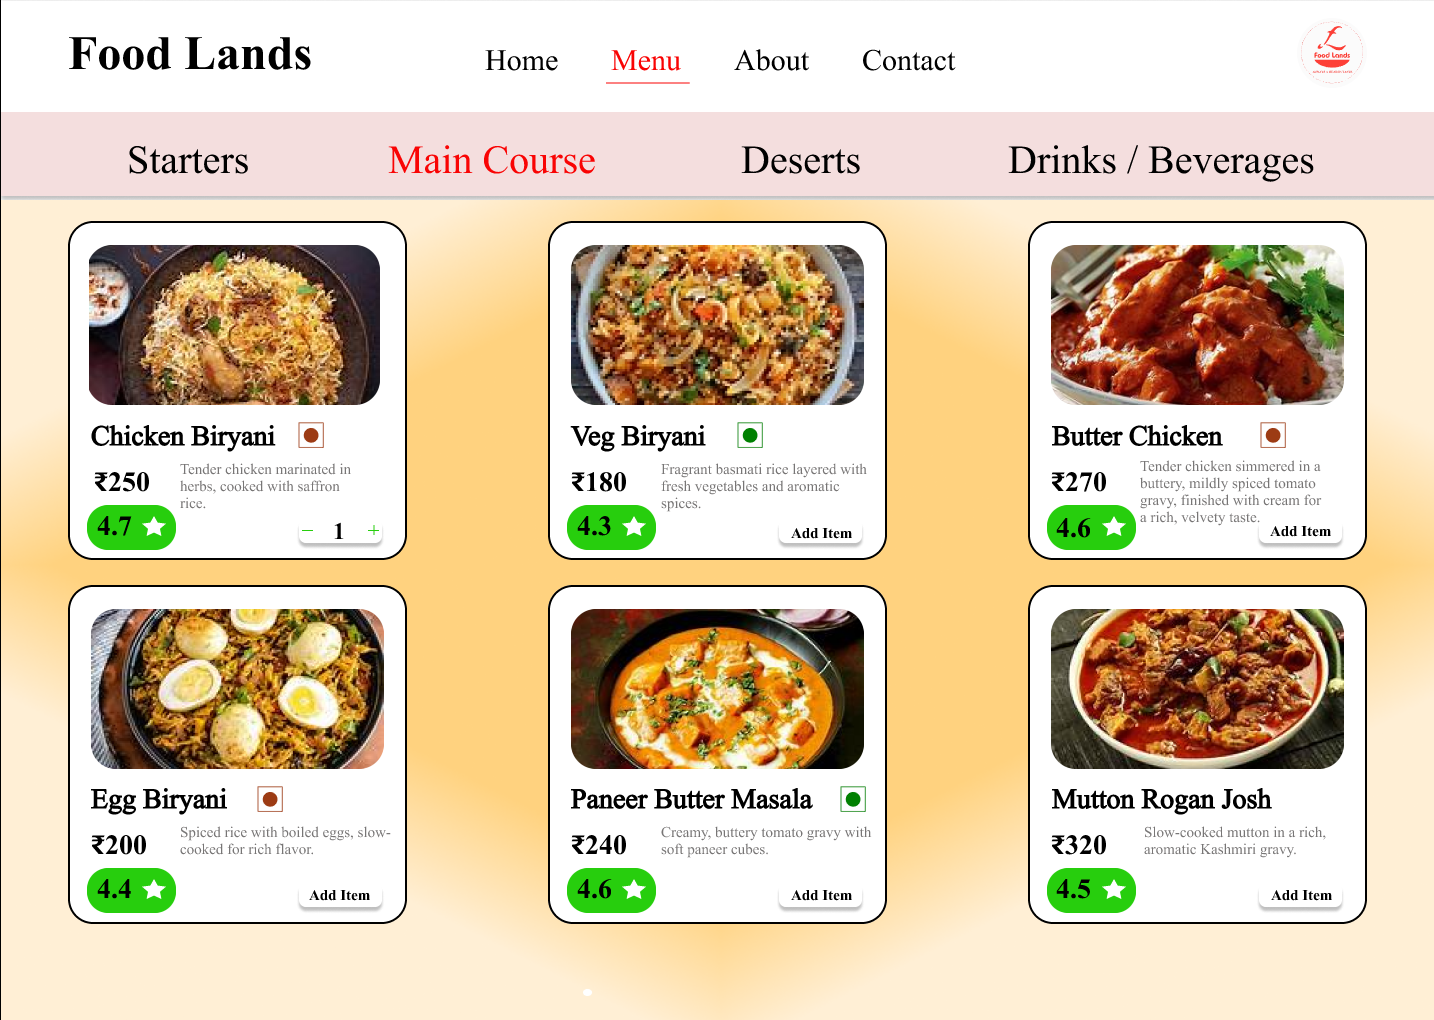 Food Lands
Home
Menu
About
Contact
Food Lands
Starters
Main Course
Deserts
Drinks / Beverages
Chicken Biryani
₹250
Tender chicken marinated in
herbs, cooked with saffron
rice.
4.7
− 1 +
Veg Biryani
₹180
Fragrant basmati rice layered with
fresh vegetables and aromatic
spices.
4.3
Add Item
Butter Chicken
₹270
Tender chicken simmered in a
buttery, mildly spiced tomato
gravy, finished with cream for
a rich, velvety taste.
4.6
Add Item
Egg Biryani
₹200
Spiced rice with boiled eggs, slow-
cooked for rich flavor.
4.4
Add Item
Paneer Butter Masala
₹240
Creamy, buttery tomato gravy with
soft paneer cubes.
4.6
Add Item
Mutton Rogan Josh
₹320
Slow-cooked mutton in a rich,
aromatic Kashmiri gravy.
4.5
Add Item